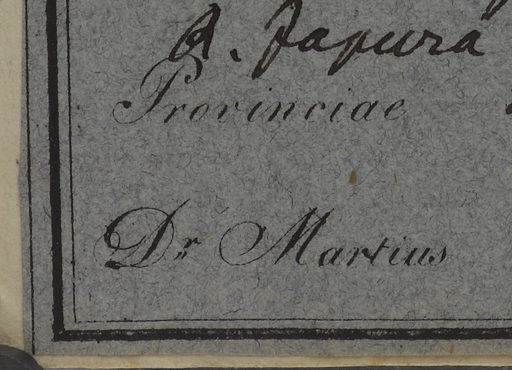 R. Japurá
Provinciae
Dr Martius